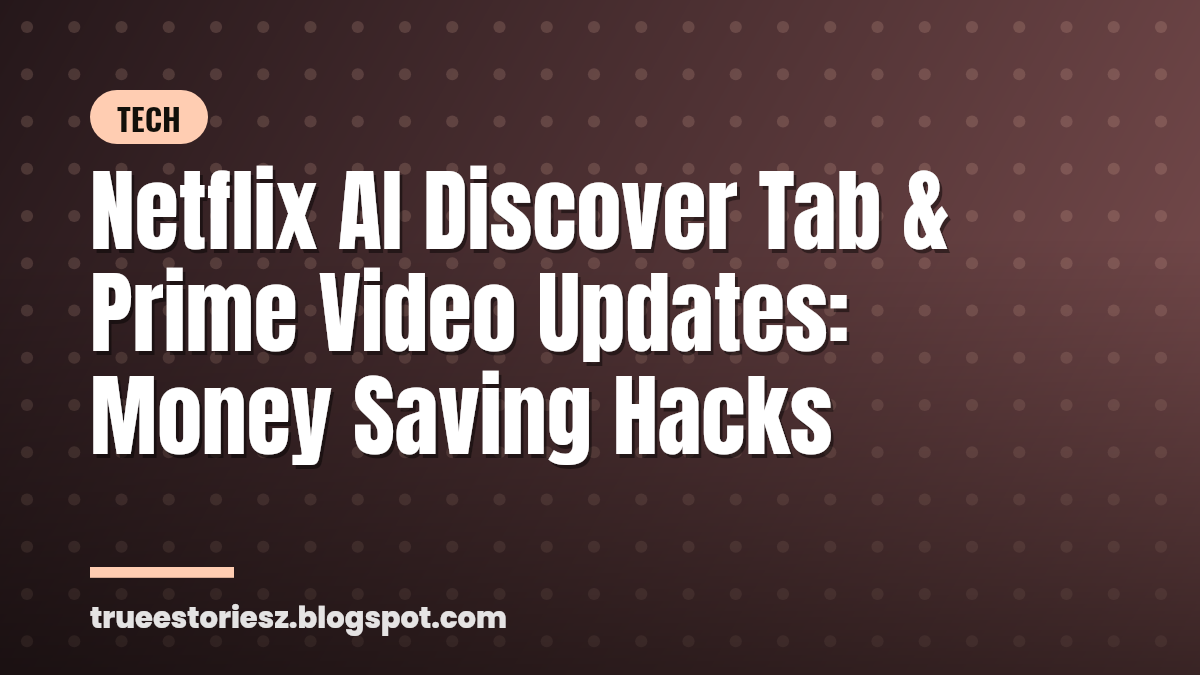 TECH
Netflix AI Discover Tab &
Prime Video Updates:
Money Saving Hacks
trueestoriesz.blogspot.com